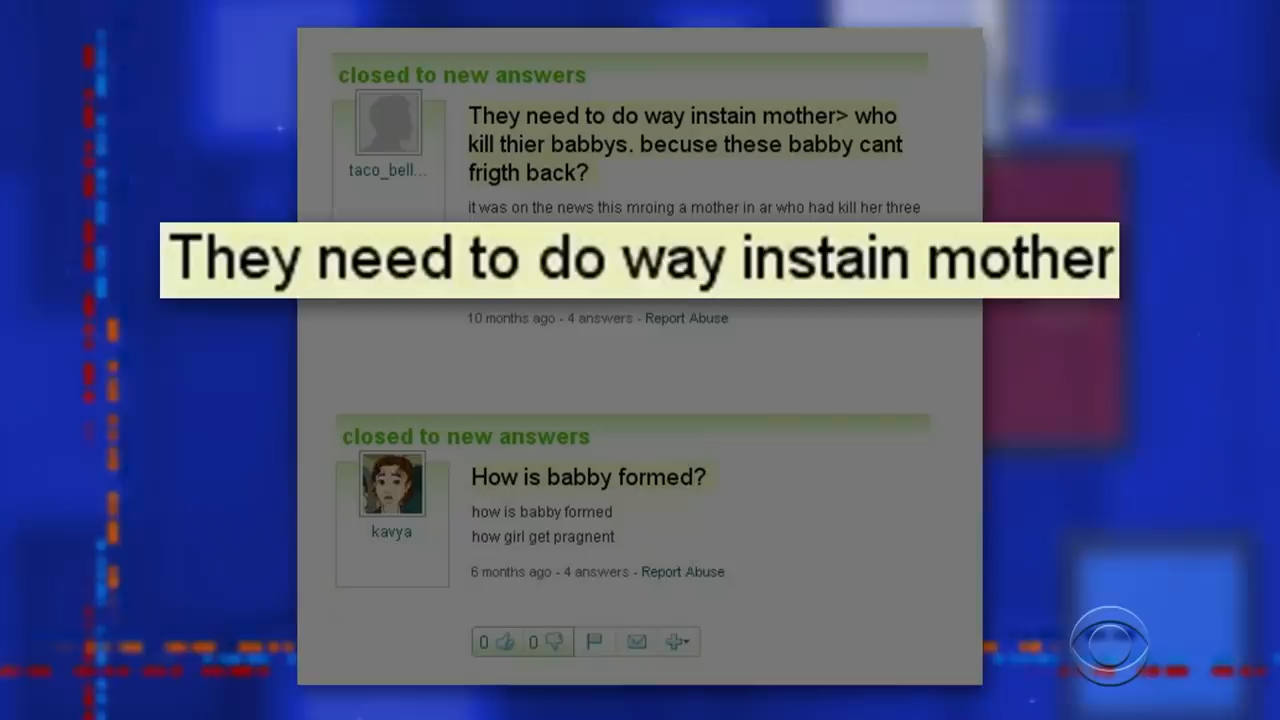 closed to new answers
They need to do way instain mother> who
kill thier babbys. becuse these babby cant
frigth back?
taco_bell...
it was on the news this mroing a mother in ar who had kill her three
They need to do way instain mother
10 months ago - 4 answers - Report Abuse
closed to new answers
How is babby formed?
kavya
how is babby formed
how girl get pragnent
6 months ago - 4 answers - Report Abuse
0 0